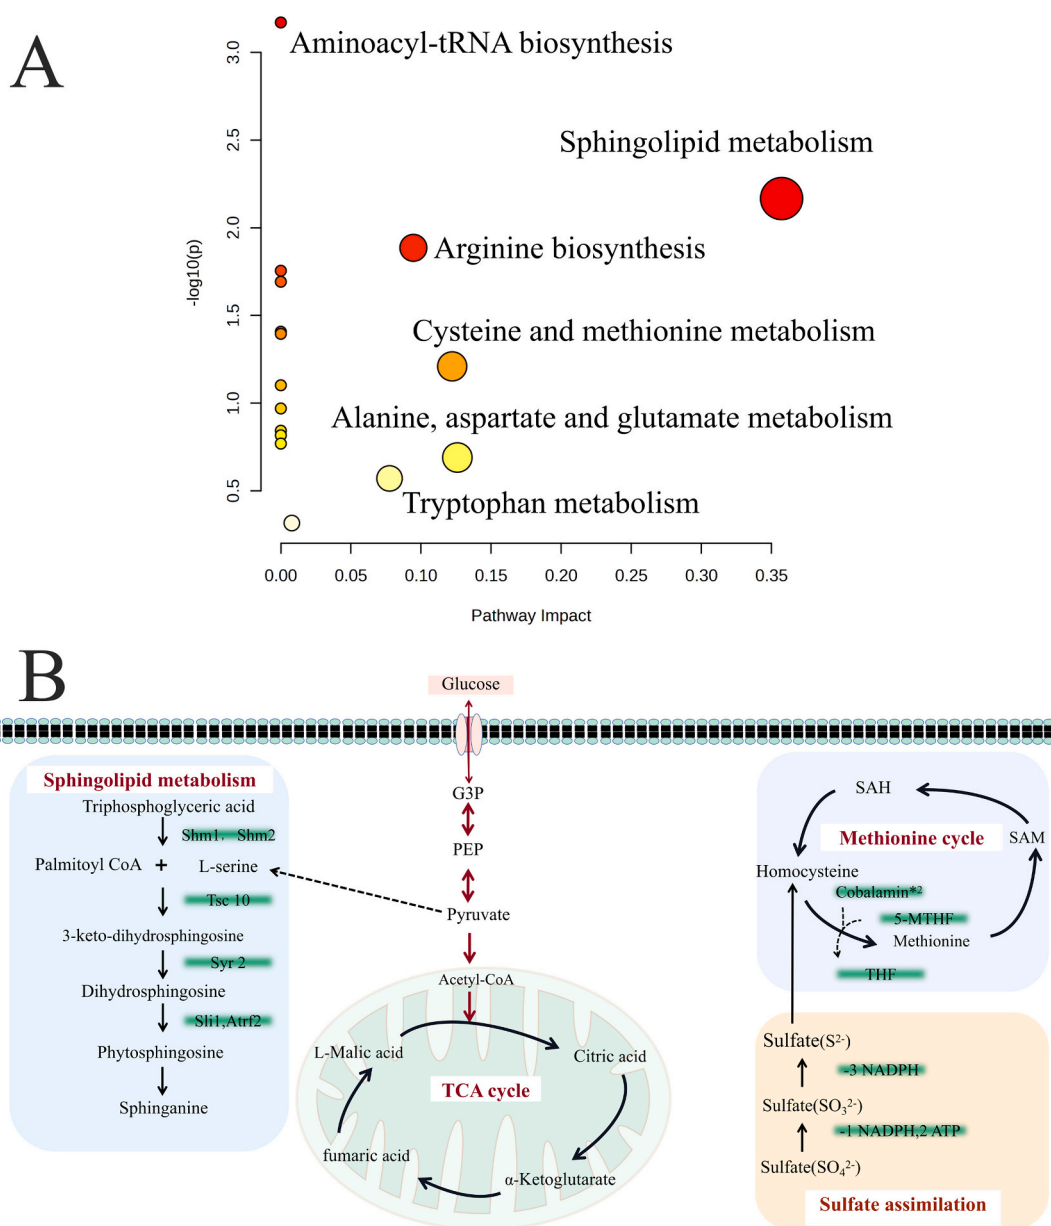 A
Aminoacyl-tRNA biosynthesis
Sphingolipid metabolism
Arginine biosynthesis
Cysteine and methionine metabolism
Alanine, aspartate and glutamate metabolism
Tryptophan metabolism
-log10(p)
3.0
2.5
2.0
1.5
1.0
0.5
0.00 0.05 0.10 0.15 0.20 0.25 0.30 0.35
Pathway Impact
B
Glucose
G3P
PEP
Pyruvate
Acetyl-CoA
Sphingolipid metabolism
Triphosphoglyceric acid
Shm1, Shm2
Palmitoyl CoA + L-serine
Tsc 10
3-keto-dihydrosphingosine
Syr 2
Dihydrosphingosine
Sli1,Atrf2
Phytosphingosine
Sphinganine
L-Malic acid
Citric acid
TCA cycle
fumaric acid
α-Ketoglutarate
SAH
Methionine cycle
SAM
Homocysteine
Cobalamin*²
5-MTHF
Methionine
THF
Sulfate(S²⁻)
-3 NADPH
Sulfate(SO₃²⁻)
-1 NADPH,2 ATP
Sulfate(SO₄²⁻)
Sulfate assimilation